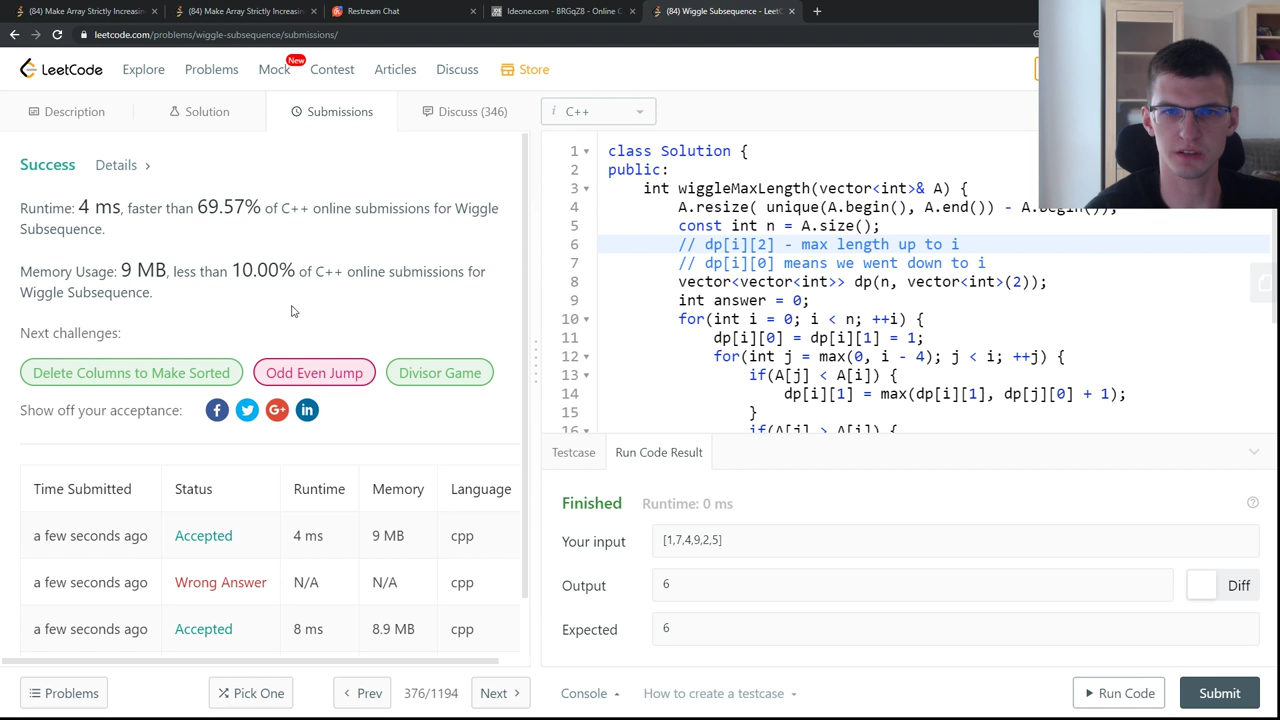 (84) Make Array Strictly Increasin
(84) Make Array Strictly Increasin
Restream Chat
Ideone.com - BRGqZ8 - Online C
(84) Wiggle Subsequence - LeetC
leetcode.com/problems/wiggle-subsequence/submissions/
LeetCode
Explore
Problems
Mock
New
Contest
Articles
Discuss
Store
Description
Solution
Submissions
Discuss (346)
i C++
Success
Details >
Runtime: 4 ms, faster than 69.57% of C++ online submissions for Wiggle
Subsequence.
Memory Usage: 9 MB, less than 10.00% of C++ online submissions for
Wiggle Subsequence.
Next challenges:
Delete Columns to Make Sorted
Odd Even Jump
Divisor Game
Show off your acceptance:
Time Submitted Status Runtime Memory Language
a few seconds ago Accepted 4 ms 9 MB cpp
a few seconds ago Wrong Answer N/A N/A cpp
a few seconds ago Accepted 8 ms 8.9 MB cpp
1 class Solution {
2 public:
3 int wiggleMaxLength(vector<int>& A) {
4 A.resize( unique(A.begin(), A.end()) - A.begin());
5 const int n = A.size();
6 // dp[i][2] - max length up to i
7 // dp[i][0] means we went down to i
8 vector<vector<int>> dp(n, vector<int>(2));
9 int answer = 0;
10 for(int i = 0; i < n; ++i) {
11 dp[i][0] = dp[i][1] = 1;
12 for(int j = max(0, i - 4); j < i; ++j) {
13 if(A[j] < A[i]) {
14 dp[i][1] = max(dp[i][1], dp[j][0] + 1);
15 }
16 if(A[j] > A[i]) {
Testcase
Run Code Result
Finished
Runtime: 0 ms
Your input
[1,7,4,9,2,5]
Output
6
Diff
Expected
6
Problems
Pick One
Prev
376/1194
Next
Console
How to create a testcase
Run Code
Submit